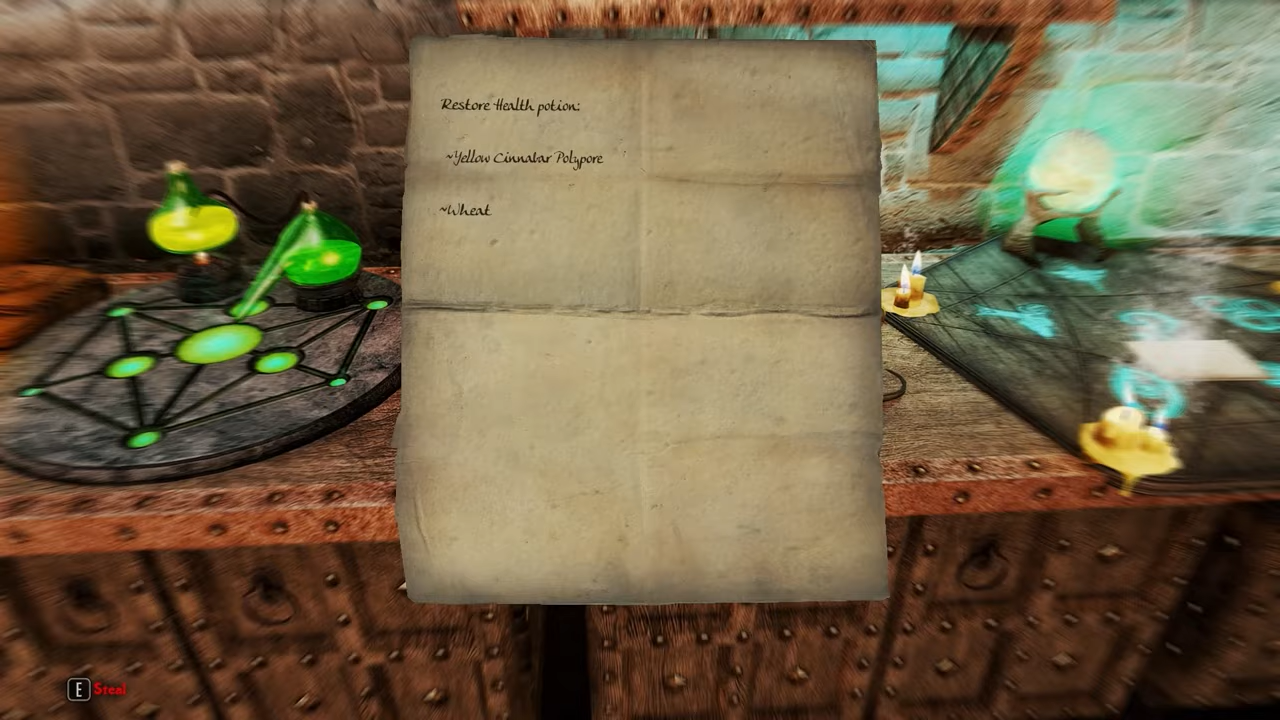 Restore Health potion:
~Yellow Cinnabar Polypore
~Wheat
E Steal